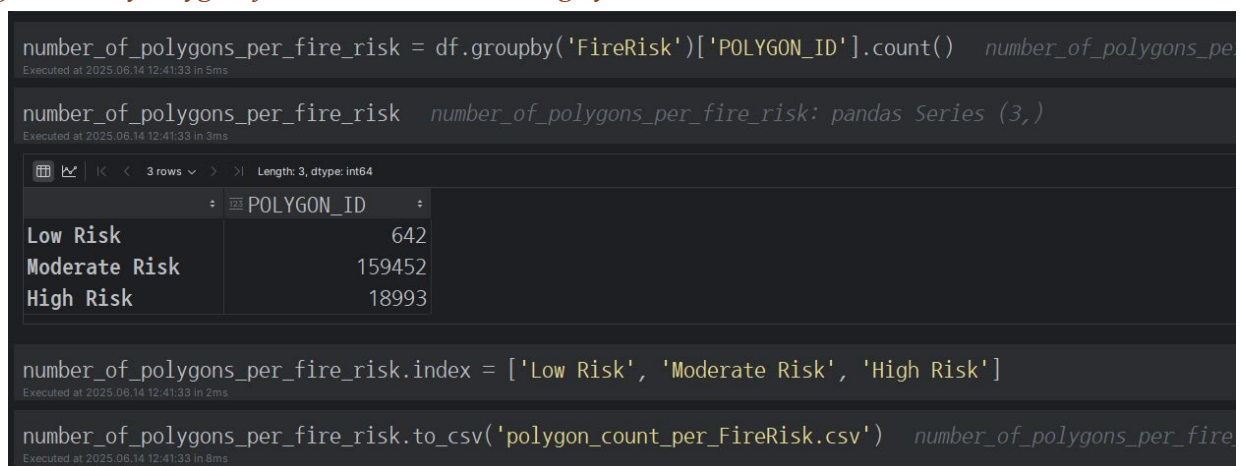 number_of_polygons_per_fire_risk = df.groupby('FireRisk')['POLYGON_ID'].count() number_of_polygons_pe
Executed at 2025.06.14 12:41:33 in 5ms
number_of_polygons_per_fire_risk number_of_polygons_per_fire_risk: pandas Series (3,)
Executed at 2025.06.14 12:41:33 in 3ms
3 rows Length: 3, dtype: int64
123 POLYGON_ID
Low Risk 642
Moderate Risk 159452
High Risk 18993
number_of_polygons_per_fire_risk.index = ['Low Risk', 'Moderate Risk', 'High Risk']
Executed at 2025.06.14 12:41:33 in 2ms
number_of_polygons_per_fire_risk.to_csv('polygon_count_per_FireRisk.csv') number_of_polygons_per_fire_
Executed at 2025.06.14 12:41:33 in 8ms